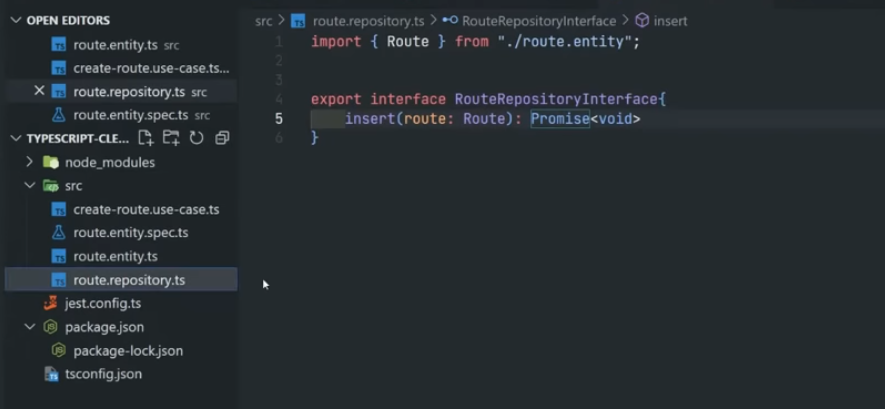 OPEN EDITORS
route.entity.ts src
create-route.use-case.ts...
route.repository.ts src
route.entity.spec.ts src
TYPESCRIPT-CLE...
node_modules
src
create-route.use-case.ts
route.entity.spec.ts
route.entity.ts
route.repository.ts
jest.config.ts
package.json
package-lock.json
tsconfig.json
src > route.repository.ts > RouteRepositoryInterface > insert
1 import { Route } from "./route.entity";
2
3
4 export interface RouteRepositoryInterface{
5     insert(route: Route): Promise<void>
6 }